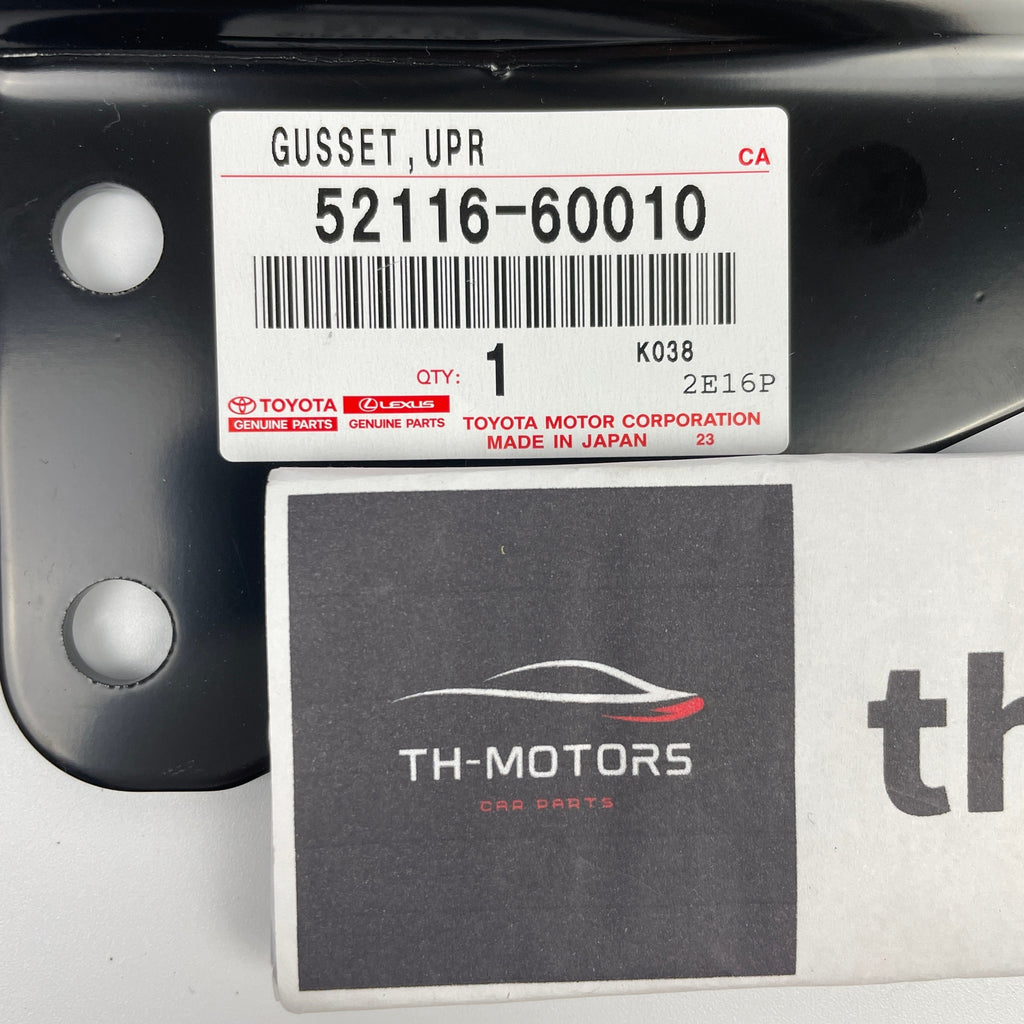 GUSSET,UPR
CA
52116-60010
QTY: 1
K038
2E16P
TOYOTA
GENUINE PARTS
LEXUS
GENUINE PARTS
TOYOTA MOTOR CORPORATION
MADE IN JAPAN 23
TH-MOTORS
CAR PARTS
th